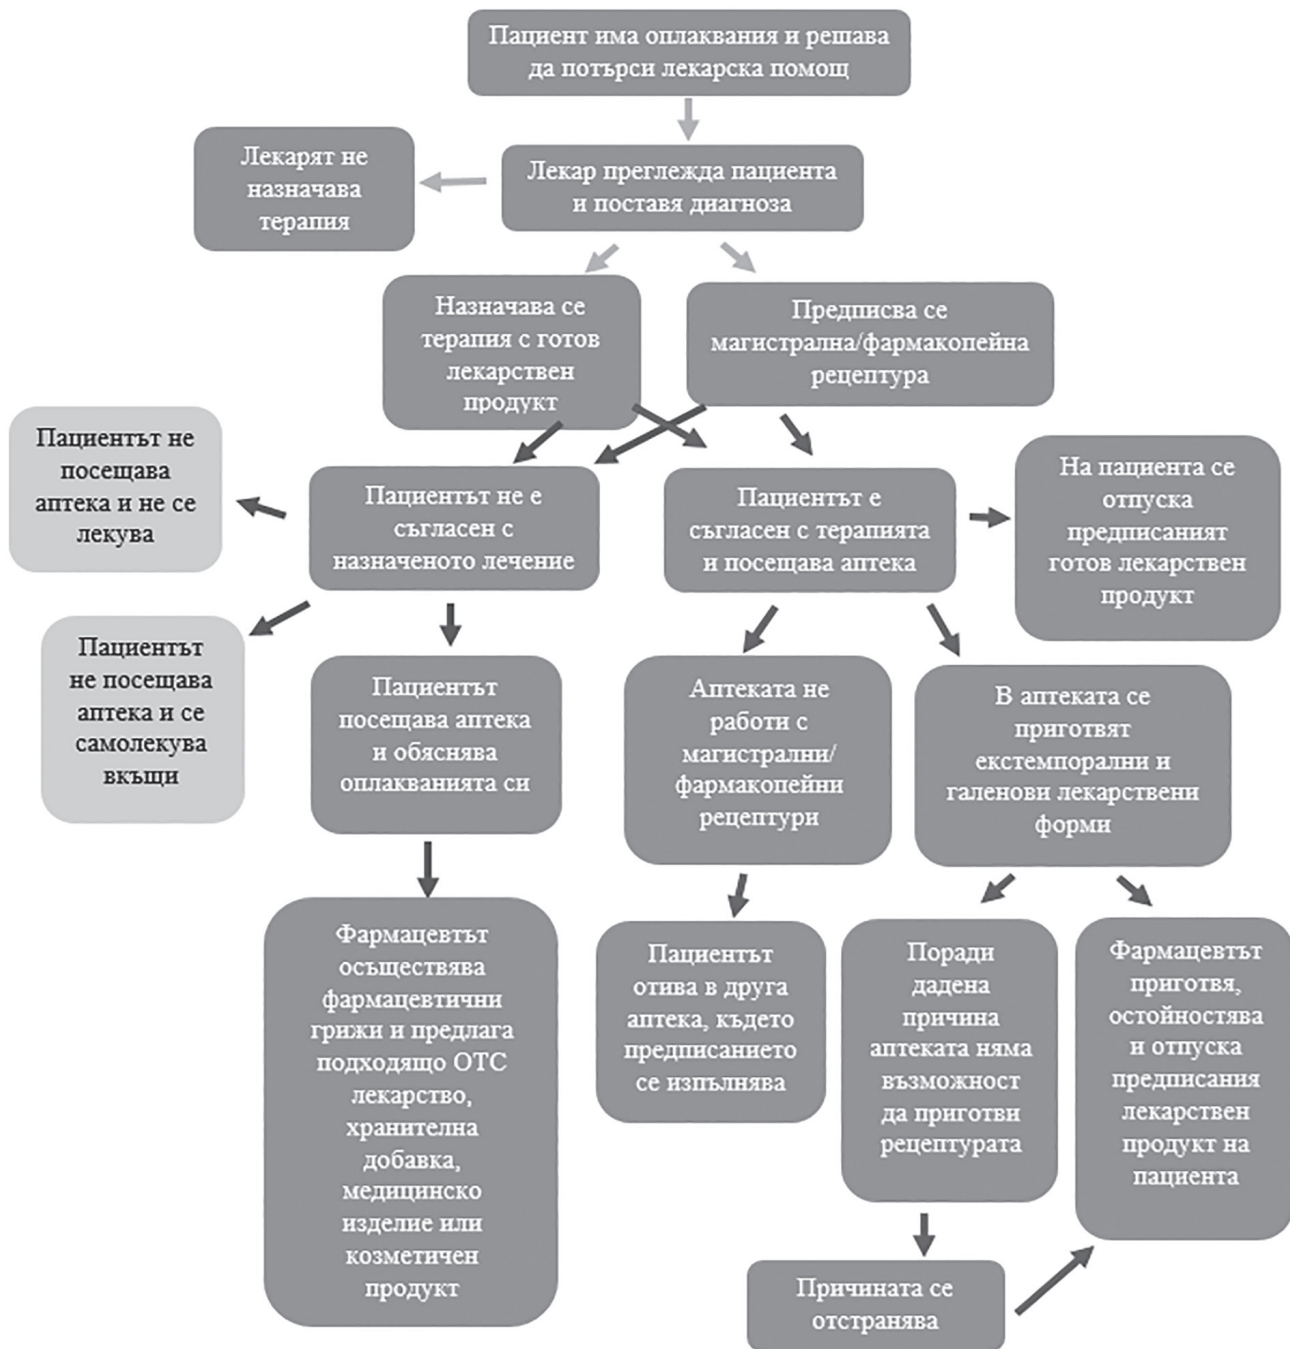 Пациент има оплаквания и решава
да потърси лекарска помощ
Лекарят не
назначава
терапия
Лекар преглежда пациента
и поставя диагноза
Назначава се
терапия с готов
лекарствен
продукт
Предписва се
магистрална/фармакопейна
рецептура
Пациентът не
посещава
аптека и не се
лекува
Пациентът не е
съгласен с
назначеното лечение
Пациентът е
съгласен с терапията
и посещава аптека
На пациента се
отпуска
предписаният
готов лекарствен
продукт
Пациентът
не посещава
аптека и се
самолекува
вкъщи
Пациентът
посещава аптека
и обяснява
оплакванията си
Аптеката не
работи с
магистрални/
фармакопейни
рецептури
В аптеката се
приготвят
екстемпорални и
галенови лекарствени
форми
Фармацевтът
осъществява
фармацевтични
грижи и предлага
подходящо ОТС
лекарство,
хранителна
добавка,
медицинско
изделие или
козметичен
продукт
Пациентът
отива в друга
аптека, където
предписанието
се изпълнява
Поради
дадена
причина
аптеката няма
възможност
да приготви
рецептурата
Фармацевтът
приготвя,
остойностява
и отпуска
предписания
лекарствен
продукт на
пациента
Причината се
отстранява